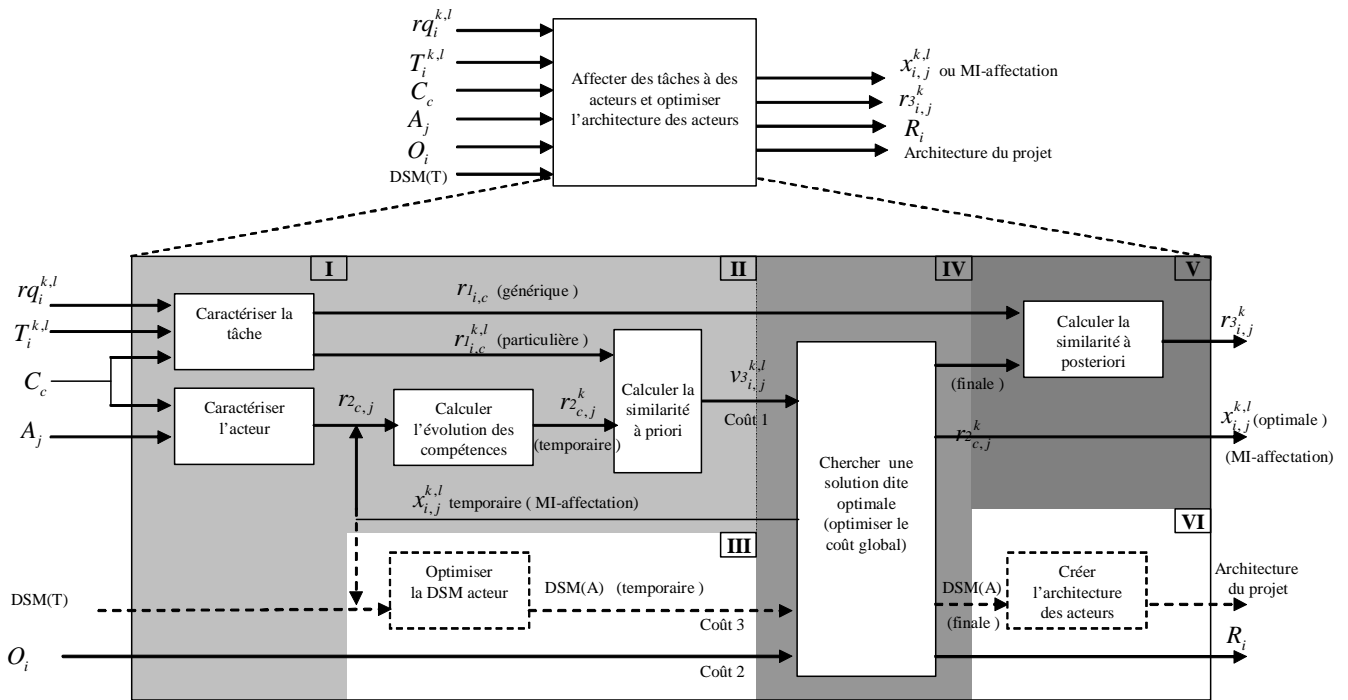 rq_i^{k,l}
T_i^{k,l}
C_c
A_j
O_i
DSM(T)
Affecter des tâches à des
acteurs et optimiser
l'architecture des acteurs
x_{i,j}^{k,l} ou MI-affectation
r3_{i,j}^k
R_i
Architecture du projet
I
II
IV
V
rq_i^{k,l}
T_i^{k,l}
C_c
A_j
Caractériser la
tâche
r1_{i,c} (générique )
r1_{i,c}^{k,l} (particulière )
Caractériser
l'acteur
r2_{c,j}
Calculer
l'évolution des
compétences
r2_{c,j}^k
(temporaire )
Calculer la
similarité
à priori
v3_{i,j}^{k,l}
Coût 1
x_{i,j}^{k,l} temporaire ( MI-affectation)
Chercher une
solution dite
optimale
(optimiser le
coût global)
(finale )
r2_{c,j}^k
Calculer la
similarité à
posteriori
r3_{i,j}^k
x_{i,j}^{k,l} (optimale )
(MI-affectation)
III
VI
DSM(T)
Optimiser
la DSM acteur
DSM(A) (temporaire )
Coût 3
DSM(A)
(finale )
Créer
l'architecture
des acteurs
Architecture
du projet
O_i
Coût 2
R_i